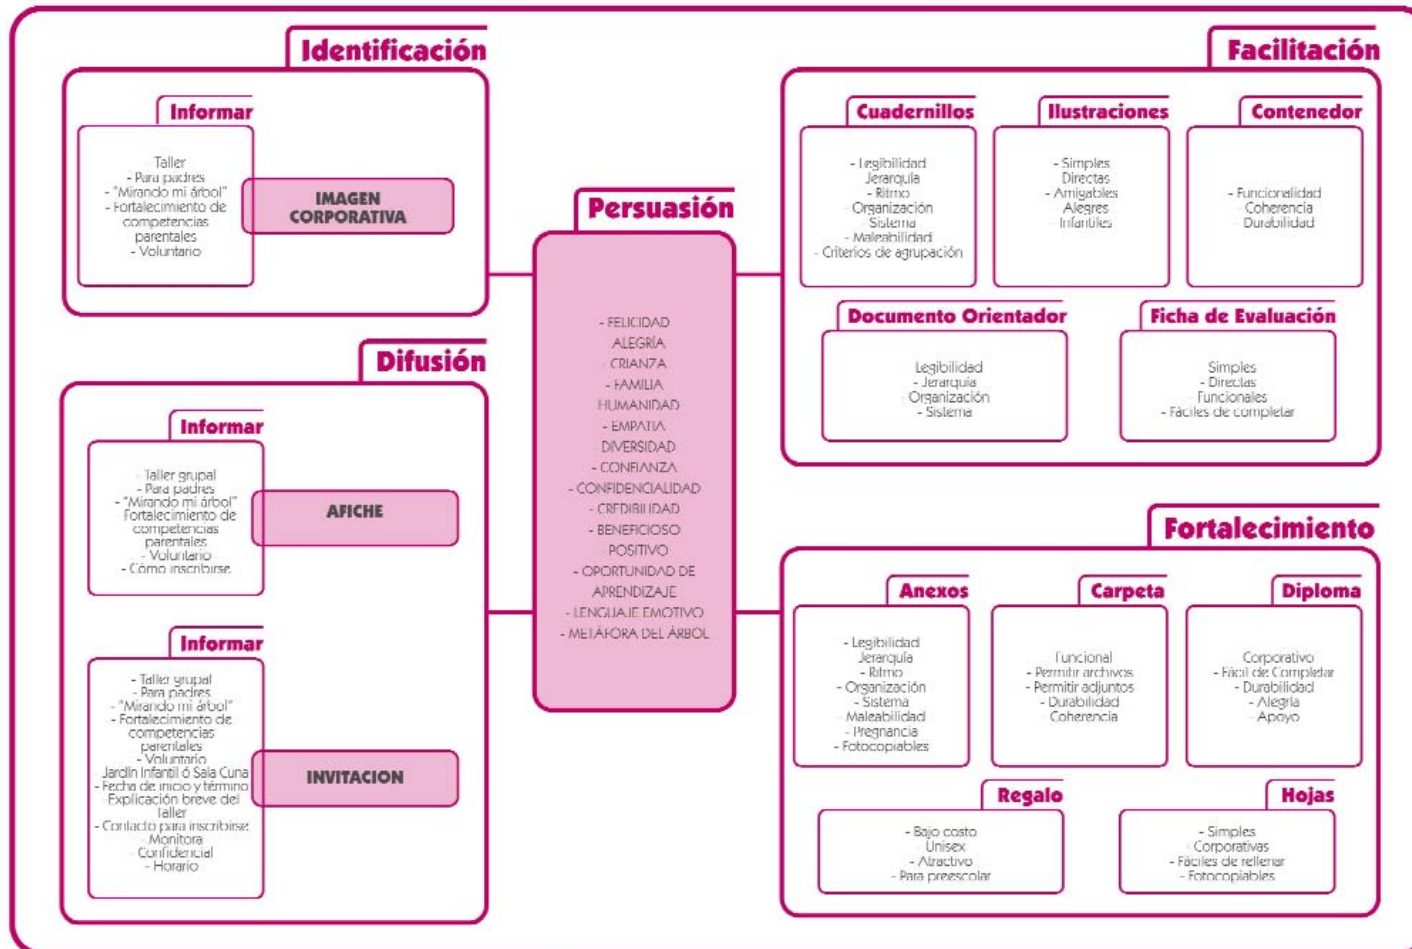 Identificación
Informar
- Taller
- Para padres
- "Mirando mi árbol"
- Fortalecimiento de
competencias
parentales
- Voluntario
IMAGEN
CORPORATIVA
Difusión
Informar
- Taller grupal
- Para padres
- "Mirando mi árbol"
- Fortalecimiento de
competencias
parentales
- Voluntario
- Cómo inscribirse
AFICHE
Informar
- Taller grupal
- Para padres
- "Mirando mi árbol"
- Fortalecimiento de
competencias
parentales
- Voluntario
Jardín Infantil ó Sala Cuna
- Fecha de inicio y término
Explicación breve del
Taller
- Contacto para inscribirse
- Monitora
- Confidencial
- Horario
INVITACION
Persuasión
- FELICIDAD
ALEGRÍA
- CRIANZA
- FAMILIA
HUMANIDAD
- EMPATIA
DIVERSIDAD
- CONFIANZA
- CONFIDENCIALIDAD
- CREDIBILIDAD
- BENEFICIOSO
- POSITIVO
- OPORTUNIDAD DE
APRENDIZAJE
- LENGUAJE EMOTIVO
- METÁFORA DEL ÁRBOL
Facilitación
Cuadernillos
- Legibilidad
Jerarquía
- Ritmo
- Organización
- Sistema
- Maleabilidad
- Criterios de agrupación
Ilustraciones
- Simples
Directas
- Amigables
- Alegres
- Infantiles
Contenedor
- Funcionalidad
- Coherencia
- Durabilidad
Documento Orientador
Legibilidad
- Jerarquía
- Organización
- Sistema
Ficha de Evaluación
Simples
- Directas
- Funcionales
- Fáciles de completar
Fortalecimiento
Anexos
- Legibilidad
Jerarquía
- Ritmo
- Organización
- Sistema
Maleabilidad
- Pregnancia
- Fotocopiables
Carpeta
Funcional
- Permitir archivos
- Permitir adjuntos
- Durabilidad
Coherencia
Diploma
Corporativo
- Fácil de Completar
- Durabilidad
- Alegría
- Apoyo
Regalo
- Bajo costo
- Unisex
- Atractivo
- Para preescolar
Hojas
- Simples
- Corporativas
- Fáciles de rellenar
- Fotocopiables